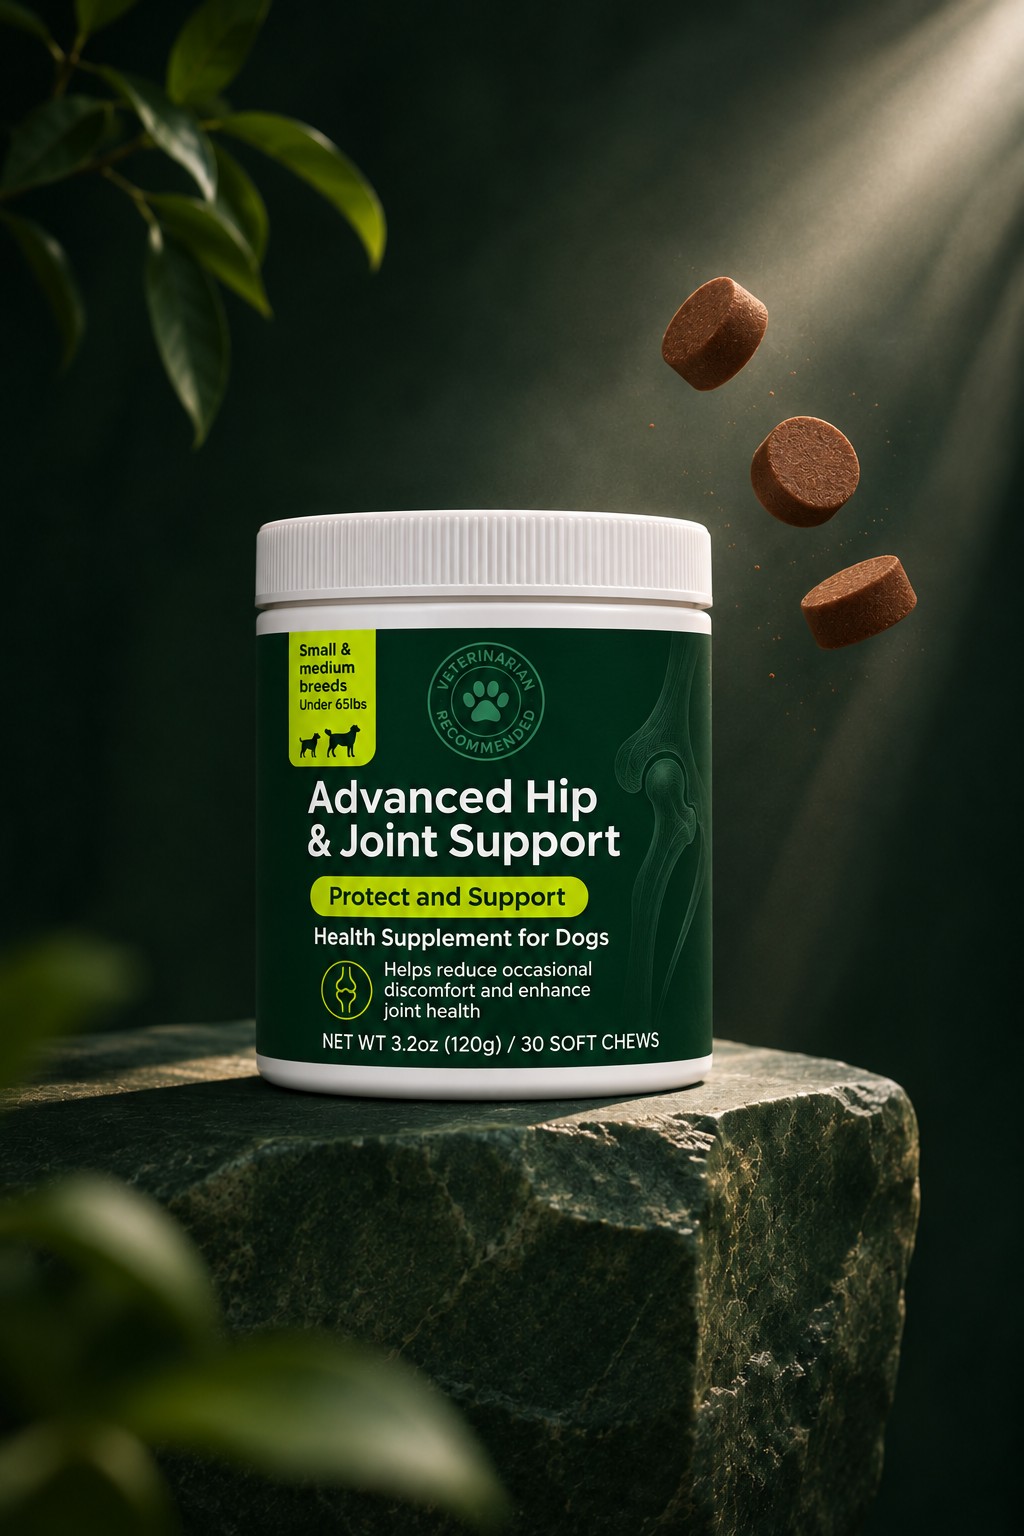 Small &
medium
breeds
Under 65lbs
VETERINARIAN
RECOMMENDED
Advanced Hip
& Joint Support
Protect and Support
Health Supplement for Dogs
Helps reduce occasional
discomfort and enhance
joint health
NET WT 3.2oz (120g) / 30 SOFT CHEWS